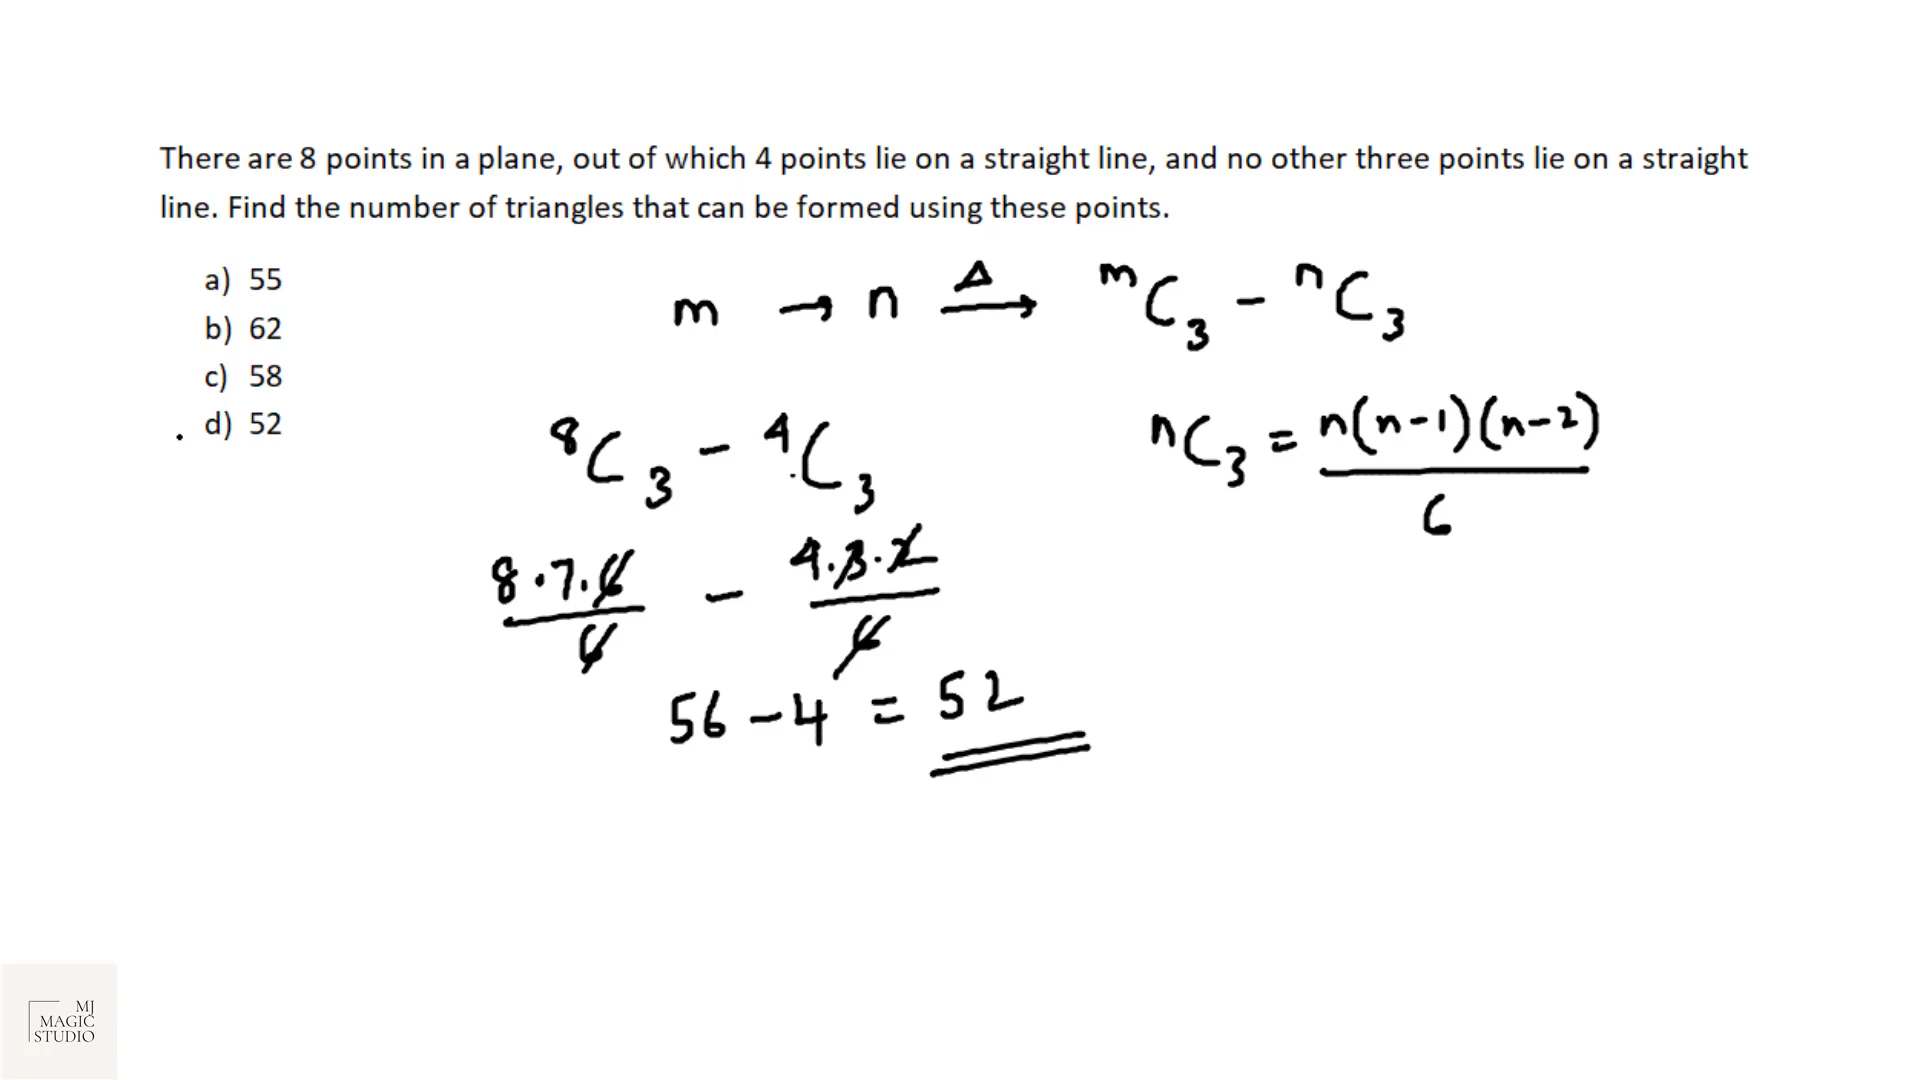 There are 8 points in a plane, out of which 4 points lie on a straight line, and no other three points lie on a straight
line. Find the number of triangles that can be formed using these points.
a) 55
b) 62
c) 58
d) 52
m → n Δ→ ᵐC₃ - ⁿC₃
⁸C₃ - ⁴C₃
ⁿC₃ = n(n-1)(n-2)
6
8·7·6 - 4·3·2
6 6
56 - 4 = 52
MJ
MAGIC
STUDIO